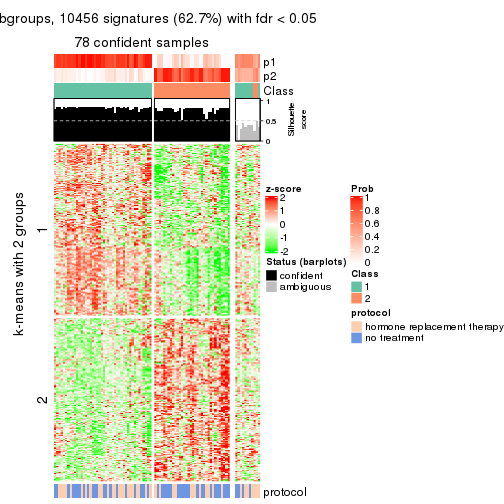 bgroups, 10456 signatures (62.7%) with fdr < 0.05
78 confident samples
p1
p2
Class
1
0.5
0
Silhouette
score
k-means with 2 groups
1
2
z-score
2
1
0
-1
-2
Status (barplots)
confident
ambiguous
Prob
1
0.8
0.6
0.4
0.2
0
Class
1
2
protocol
hormone replacement therapy
no treatment
protocol